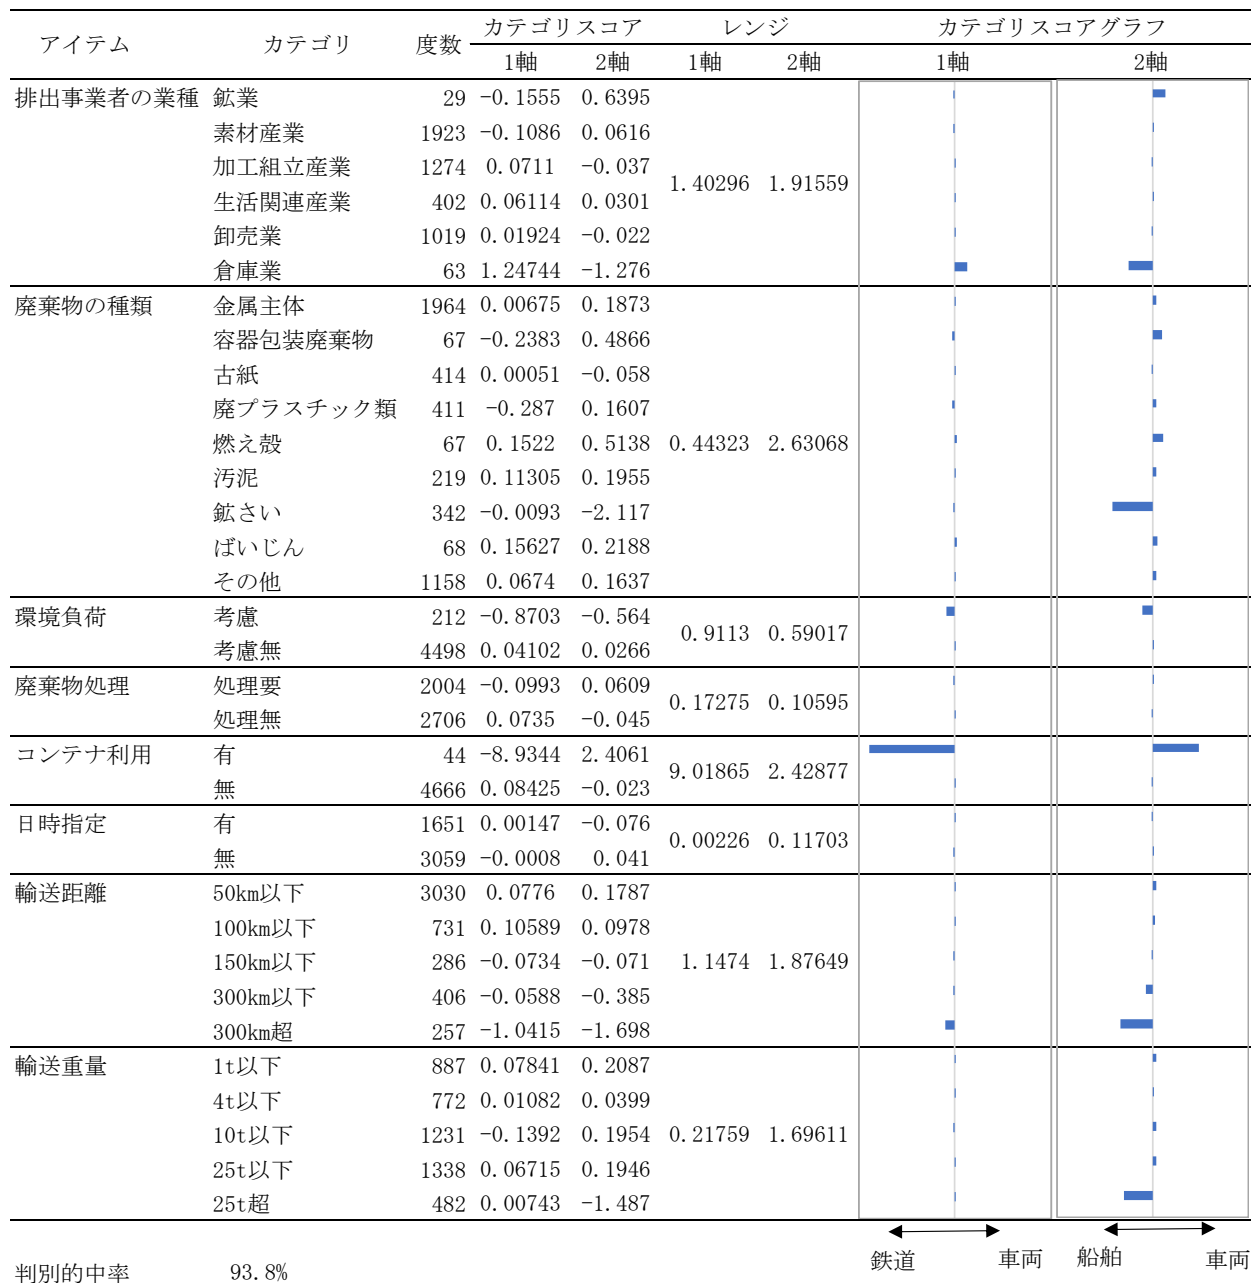 アイテム カテゴリ 度数 カテゴリスコア レンジ カテゴリスコアグラフ
1軸 2軸 1軸 2軸 1軸 2軸
排出事業者の業種 鉱業 29 -0.1555 0.6395
素材産業 1923 -0.1086 0.0616
加工組立産業 1274 0.0711 -0.037
1.40296 1.91559
生活関連産業 402 0.06114 0.0301
卸売業 1019 0.01924 -0.022
倉庫業 63 1.24744 -1.276
廃棄物の種類 金属主体 1964 0.00675 0.1873
容器包装廃棄物 67 -0.2383 0.4866
古紙 414 0.00051 -0.058
廃プラスチック類 411 -0.287 0.1607
燃え殻 67 0.1522 0.5138 0.44323 2.63068
汚泥 219 0.11305 0.1955
鉱さい 342 -0.0093 -2.117
ばいじん 68 0.15627 0.2188
その他 1158 0.0674 0.1637
環境負荷 考慮 212 -0.8703 -0.564
0.9113 0.59017
考慮無 4498 0.04102 0.0266
廃棄物処理 処理要 2004 -0.0993 0.0609
0.17275 0.10595
処理無 2706 0.0735 -0.045
コンテナ利用 有 44 -8.9344 2.4061
9.01865 2.42877
無 4666 0.08425 -0.023
日時指定 有 1651 0.00147 -0.076
0.00226 0.11703
無 3059 -0.0008 0.041
輸送距離 50km以下 3030 0.0776 0.1787
100km以下 731 0.10589 0.0978
150km以下 286 -0.0734 -0.071 1.1474 1.87649
300km以下 406 -0.0588 -0.385
300km超 257 -1.0415 -1.698
輸送重量 1t以下 887 0.07841 0.2087
4t以下 772 0.01082 0.0399
10t以下 1231 -0.1392 0.1954 0.21759 1.69611
25t以下 1338 0.06715 0.1946
25t超 482 0.00743 -1.487
鉄道 車両 船舶 車両
判別的中率 93.8%